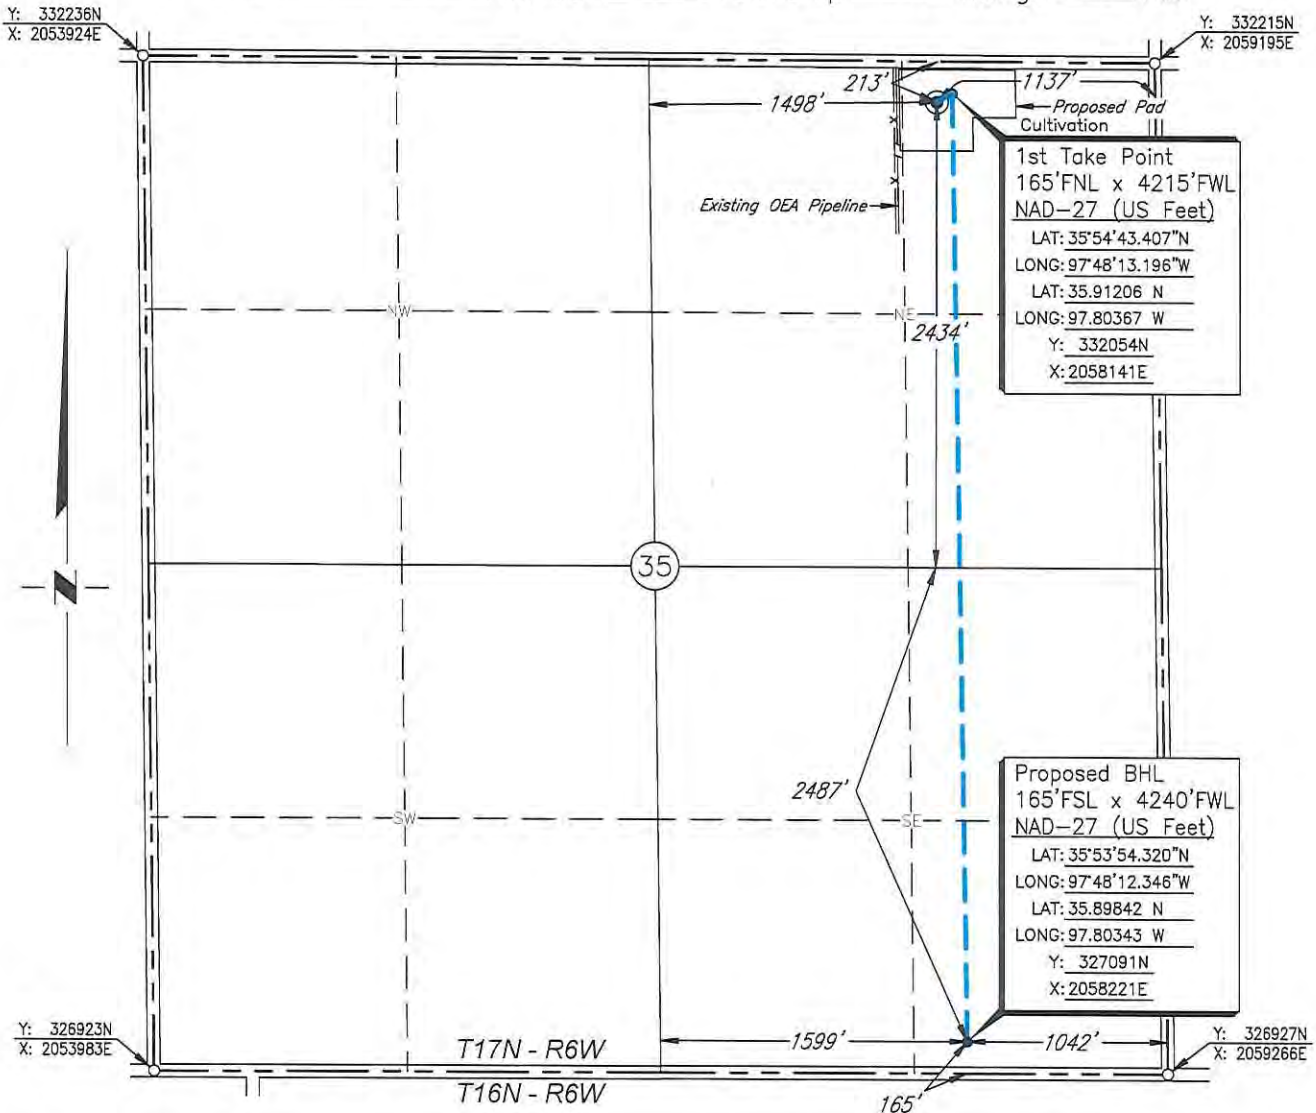 Y: 332236N
X: 2053924E
Y: 332215N
X: 2059195E
213'
1137'
1498'
Proposed Pad
Cultivation
1st Take Point
165'FNL x 4215'FWL
NAD-27 (US Feet)
LAT: 35°54'43.407"N
LONG: 97°48'13.196"W
LAT: 35.91206 N
LONG: 97.80367 W
Y: 332054N
X: 2058141E
Existing OEA Pipeline
x
x
NW
NE
2434'
35
N
2487'
SW
SE
Proposed BHL
165'FSL x 4240'FWL
NAD-27 (US Feet)
LAT: 35°53'54.320"N
LONG: 97°48'12.346"W
LAT: 35.89842 N
LONG: 97.80343 W
Y: 327091N
X: 2058221E
Y: 326923N
X: 2053983E
T17N - R6W
T16N - R6W
1599'
1042'
165'
Y: 326927N
X: 2059266E